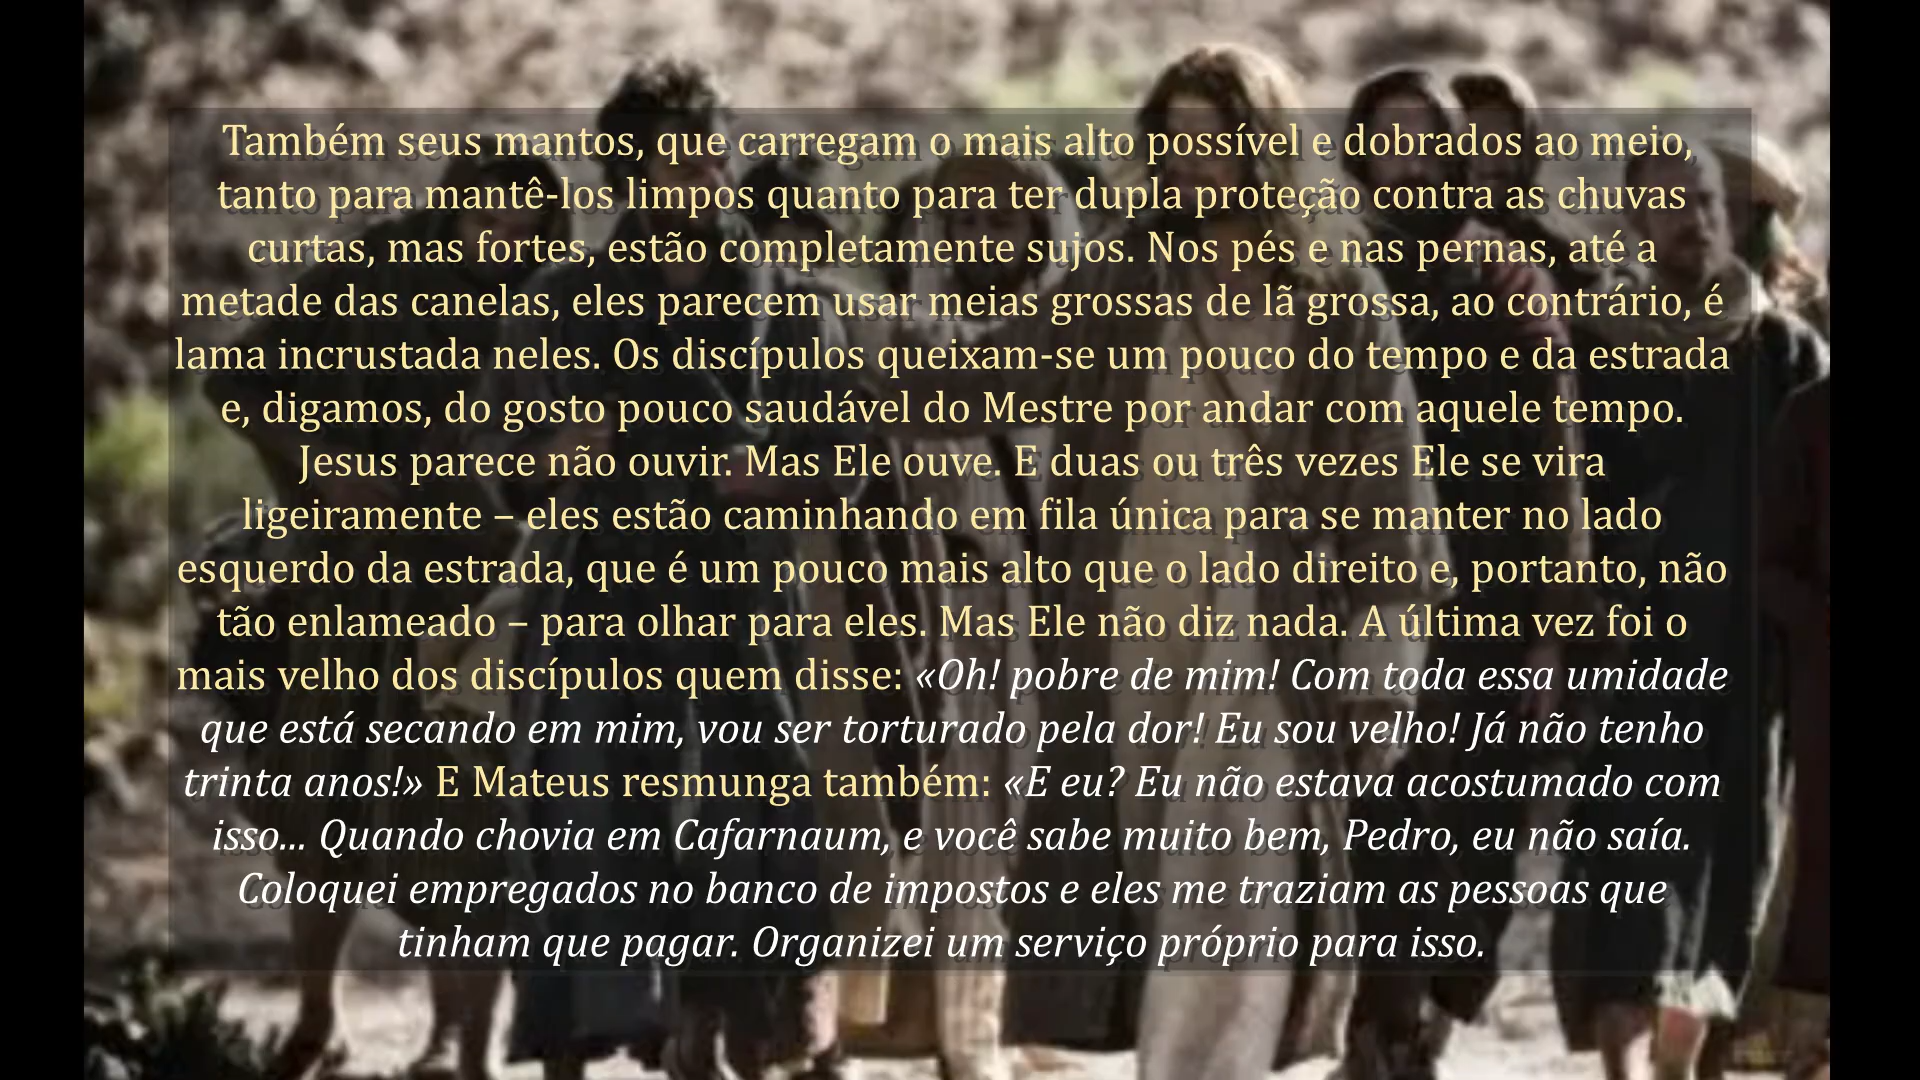 Também seus mantos, que carregam o mais alto possível e dobrados ao meio,
tanto para mantê-los limpos quanto para ter dupla proteção contra as chuvas
curtas, mas fortes, estão completamente sujos. Nos pés e nas pernas, até a
metade das canelas, eles parecem usar meias grossas de lã grossa, ao contrário, é
lama incrustada neles. Os discípulos queixam-se um pouco do tempo e da estrada
e, digamos, do gosto pouco saudável do Mestre por andar com aquele tempo.
Jesus parece não ouvir. Mas Ele ouve. E duas ou três vezes Ele se vira
ligeiramente – eles estão caminhando em fila única para se manter no lado
esquerdo da estrada, que é um pouco mais alto que o lado direito e, portanto, não
tão enlameado – para olhar para eles. Mas Ele não diz nada. A última vez foi o
mais velho dos discípulos quem disse: «Oh! pobre de mim! Com toda essa umidade
que está secando em mim, vou ser torturado pela dor! Eu sou velho! Já não tenho
trinta anos!» E Mateus resmunga também: «E eu? Eu não estava acostumado com
isso... Quando chovia em Cafarnaum, e você sabe muito bem, Pedro, eu não saía.
Coloquei empregados no banco de impostos e eles me traziam as pessoas que
tinham que pagar. Organizei um serviço próprio para isso.